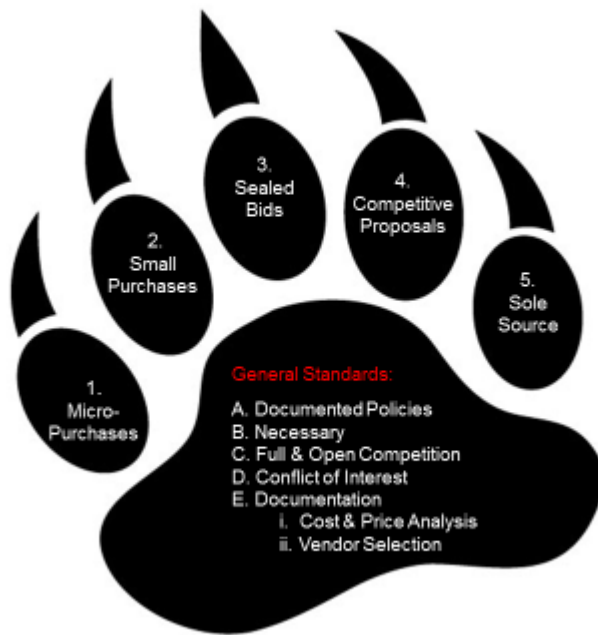 1.
Micro-
Purchases
2.
Small
Purchases
3.
Sealed
Bids
4.
Competitive
Proposals
5.
Sole
Source
General Standards:
A. Documented Policies
B. Necessary
C. Full & Open Competition
D. Conflict of Interest
E. Documentation
i. Cost & Price Analysis
ii. Vendor Selection